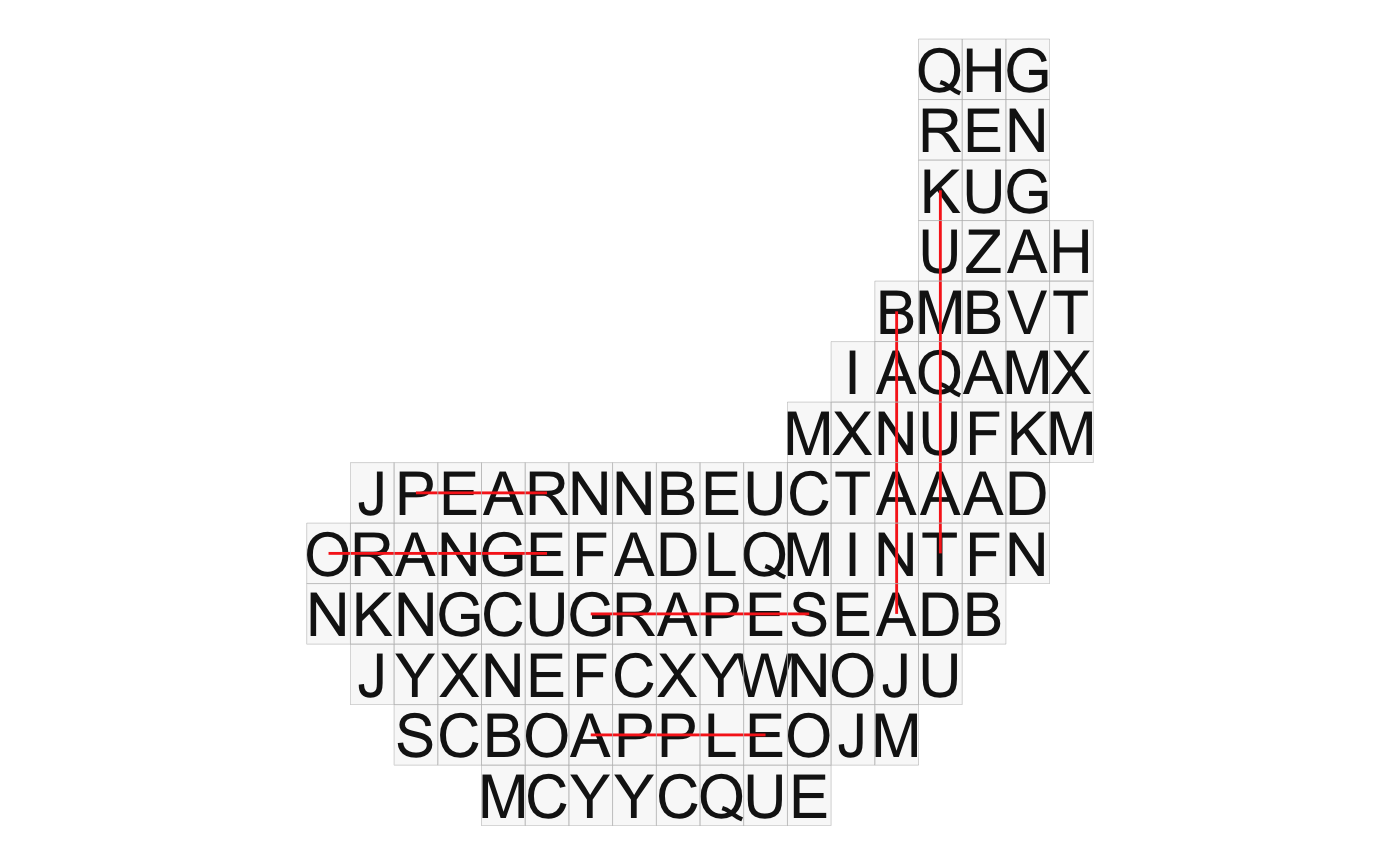 QHG
REN
KUG
UZAH
BMBVT
IAQAMX
MXNUFKM
JPEARNNBEUCTAAAD
ORANGEFADLQMINTFN
NKNGCUGRAPESEADB
JYXNEFCXYWNOJU
SCBOAPPLEOJM
MCYYCQUE